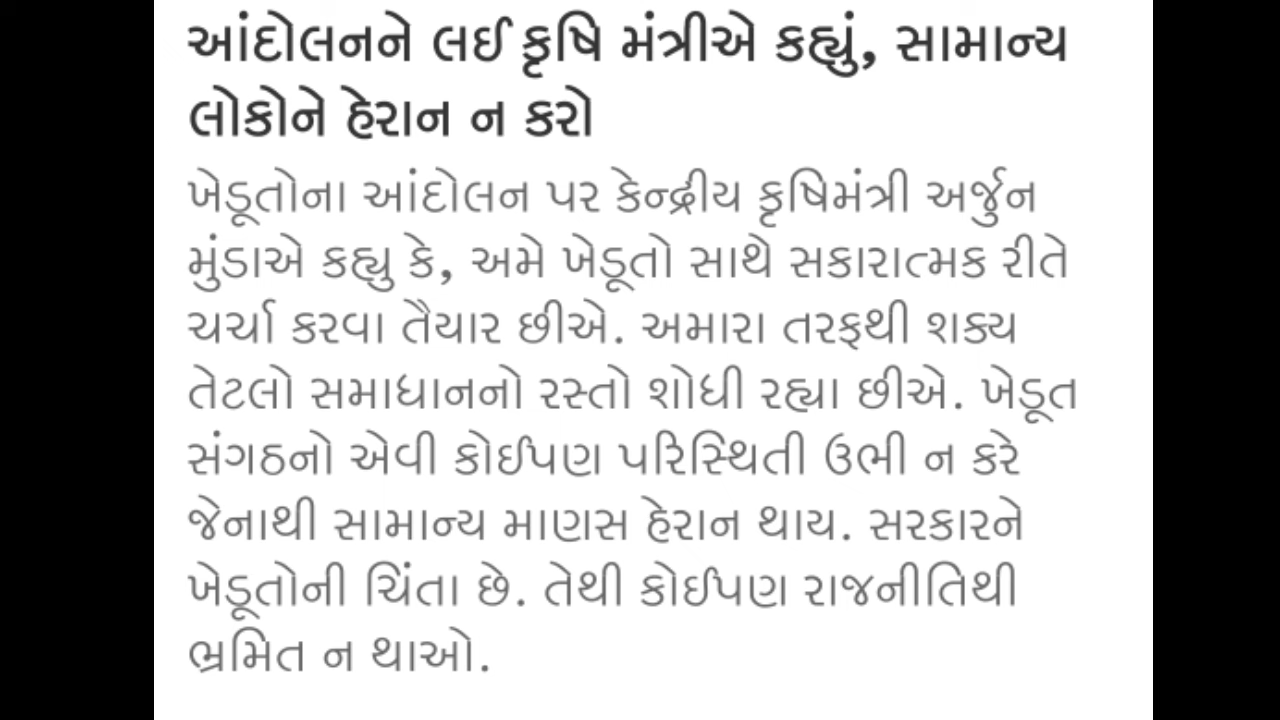 આંદોલનને લઈ કૃષિ મંત્રીએ કહ્યું, સામાન્ય
લોકોને હેરાન ન કરો
ખેડૂતોના આંદોલન પર કેન્દ્રીય કૃષિમંત્રી અર્જુન
મુંડાએ કહ્યુ કે, અમે ખેડૂતો સાથે સકારાત્મક રીતે
ચર્ચા કરવા તૈયાર છીએ. અમારા તરફથી શક્ય
તેટલો સમાધાનનો રસ્તો શોધી રહ્યા છીએ. ખેડૂત
સંગઠનો એવી કોઈપણ પરિસ્થિતી ઉભી ન કરે
જેનાથી સામાન્ય માણસ હેરાન થાય. સરકારને
ખેડૂતોની ચિંતા છે. તેથી કોઈપણ રાજનીતિથી
ભ્રમિત ન થાઓ.